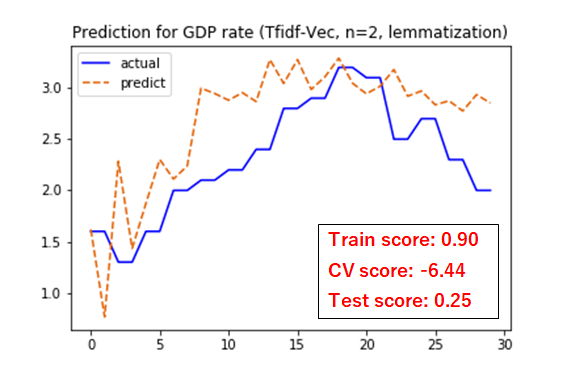 Prediction for GDP rate (Tfidf-Vec, n=2, lemmatization)
actual
predict
3.0
2.5
2.0
1.5
1.0
Train score: 0.90
CV score: -6.44
Test score: 0.25
0 5 10 15 20 25 30